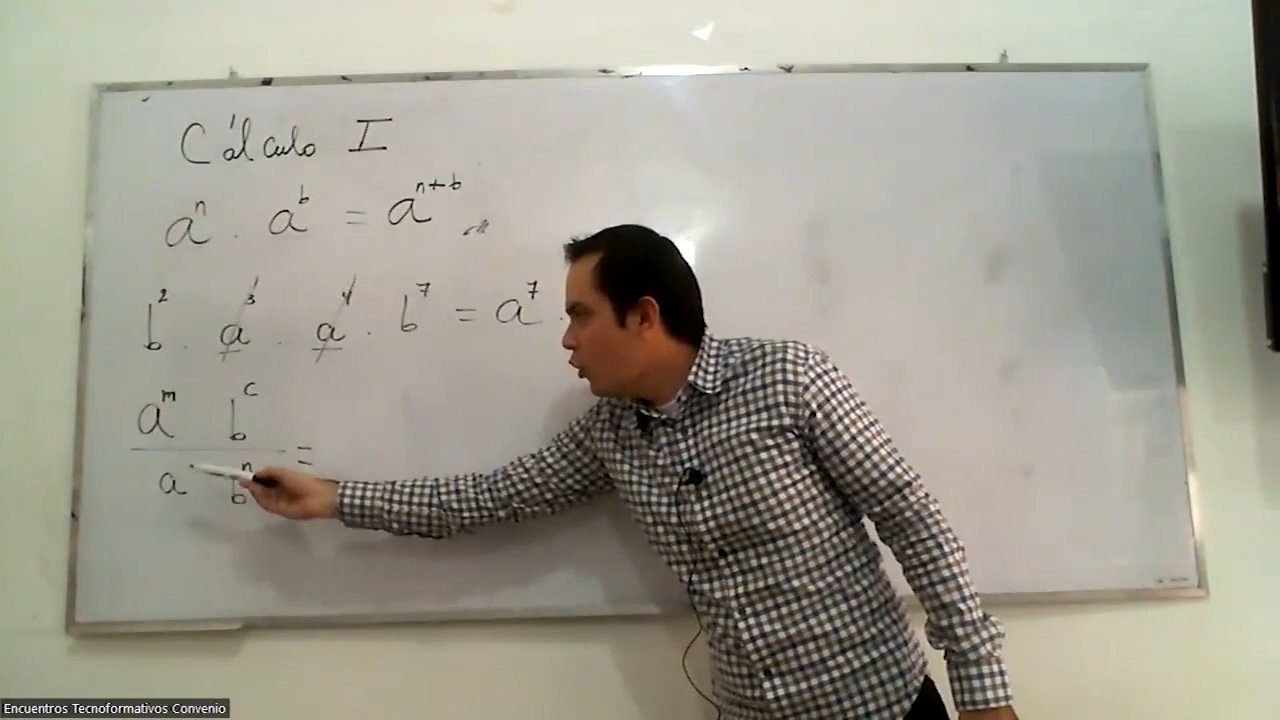 Cálculo I
aⁿ . aᵇ = aⁿ⁺ᵇ
b² . a³ . a⁴ . b⁷ = a⁷ .
aᵐ bᶜ
=
a bⁿ
Encuentros Tecnoformativos Convenio